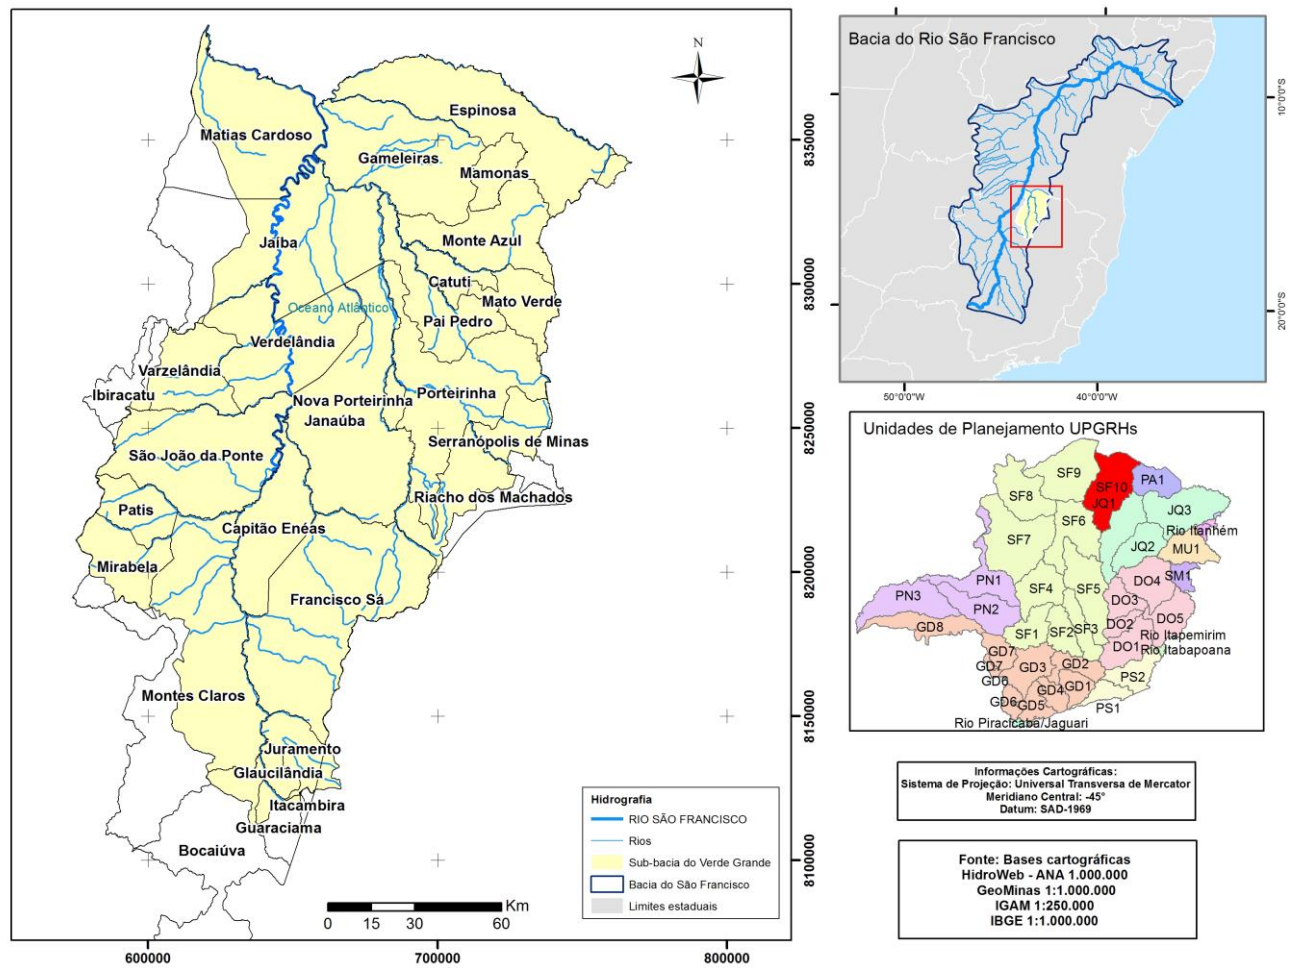 N
Espinosa
Matias Cardoso
Gameleiras
Mamonas
Jaíba
Monte Azul
Catuti
Mato Verde
Oceano Atlântico
Pai Pedro
Verdelândia
Varzelândia
Ibiracatu
Porteirinha
Nova Porteirinha
Janaúba
Serranópolis de Minas
São João da Ponte
Riacho dos Machados
Patis
Capitão Enéas
Mirabela
Francisco Sá
Montes Claros
Juramento
Glaucilândia
Itacambira
Guaraciama
Bocaiúva
Hidrografia
RIO SÃO FRANCISCO
Rios
Sub-bacia do Verde Grande
Bacia do São Francisco
Limites estaduais
Km
0 15 30 60
600000 700000 800000
8350000
8300000
8250000
8200000
8150000
8100000
Bacia do Rio São Francisco
10°0'0"S
20°0'0"S
50°0'0"W 40°0'0"W
Unidades de Planejamento UPGRHs
SF9
SF10
PA1
SF8
JQ1
JQ3
SF6
Rio Itanhém
SF7
JQ2
MU1
PN1
DO4
SM1
PN3
SF4
SF5
DO3
PN2
DO5
GD8
SF1
SF2
SF3
DO2
Rio Itapemirim
DO1
Rio Itabapoana
GD7
GD3
GD2
GD7
PS2
GD6
GD4
GD1
GD6
GD5
PS1
Rio Piracicaba/Jaguari
Informações Cartográficas:
Sistema de Projeção: Universal Transversa de Mercator
Meridiano Central: -45°
Datum: SAD-1969
Fonte: Bases cartográficas
HidroWeb - ANA 1.000.000
GeoMinas 1:1.000.000
IGAM 1:250.000
IBGE 1:1.000.000